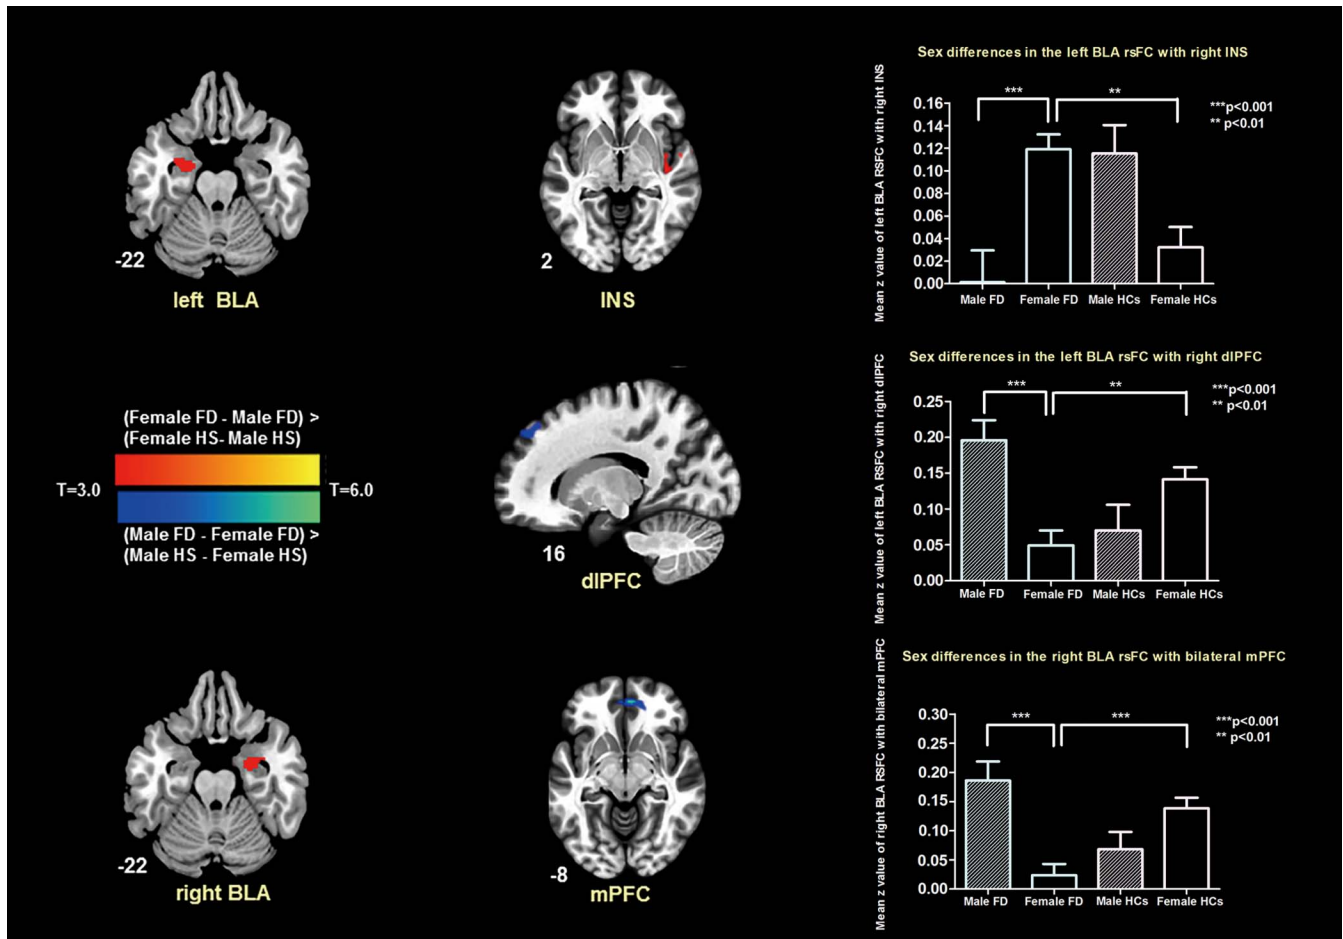 -22
left BLA
2
INS
Sex differences in the left BLA rsFC with right INS
Mean z value of left BLA RSFC with right INS
0.16
0.14
0.12
0.10
0.08
0.06
0.04
0.02
0.00
***
**
***p<0.001
** p<0.01
Male FD Female FD Male HCs Female HCs
(Female FD - Male FD) >
(Female HS- Male HS)
T=3.0
T=6.0
(Male FD - Female FD) >
(Male HS - Female HS)
16
dlPFC
Sex differences in the left BLA rsFC with right dlPFC
Mean z value of left BLA RSFC with right dlPFC
0.25
0.20
0.15
0.10
0.05
0.00
***
**
***p<0.001
** p<0.01
Male FD Female FD Male HCs Female HCs
-22
right BLA
-8
mPFC
Sex differences in the right BLA rsFC with bilateral mPFC
Mean z value of right BLA RSFC with bilateral mPFC
0.30
0.25
0.20
0.15
0.10
0.05
0.00
***
***
***p<0.001
** p<0.01
Male FD Female FD Male HCs Female HCs